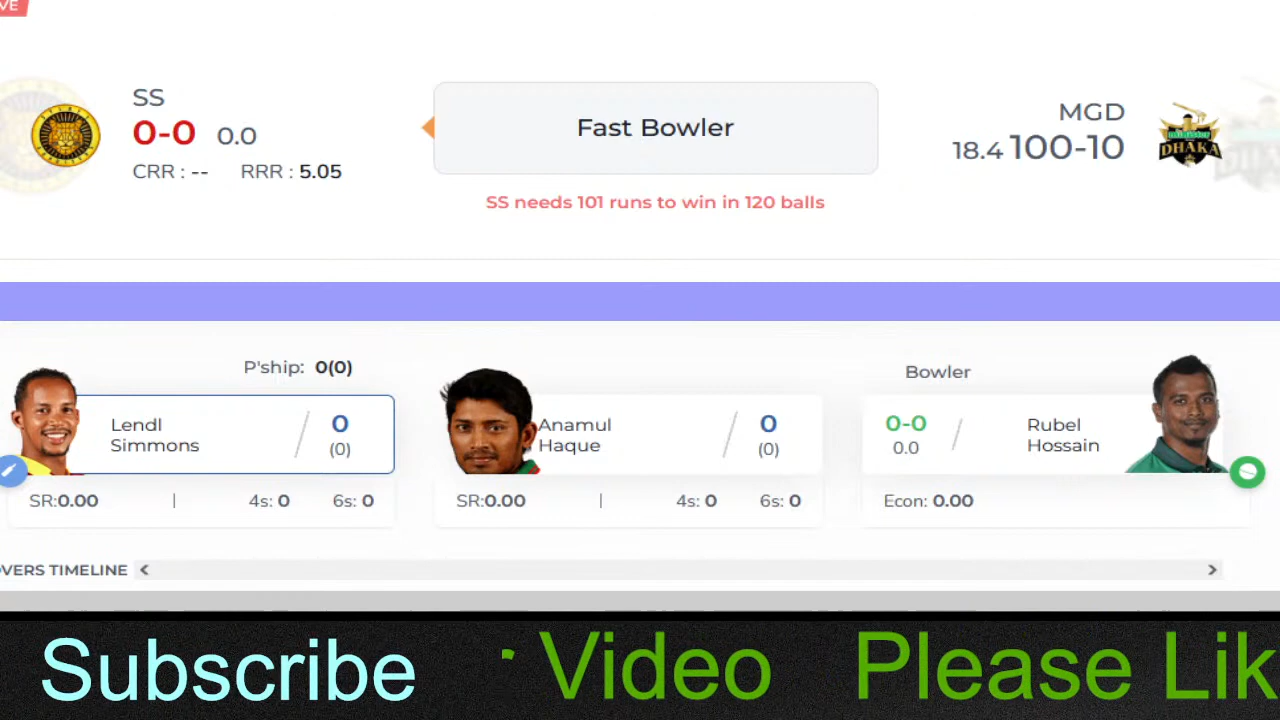 VE
SS
0-0 0.0
CRR : -- RRR : 5.05
Fast Bowler
SS needs 101 runs to win in 120 balls
MGD
18.4 100-10
DHAKA
P'ship: 0(0)
Lendl
Simmons
0
(0)
SR:0.00 | 4s: 0 6s: 0
Anamul
Haque
0
(0)
SR:0.00 | 4s: 0 6s: 0
Bowler
0-0
0.0
Rubel
Hossain
Econ: 0.00
VERS TIMELINE < >
Subscribe Video Please Lik